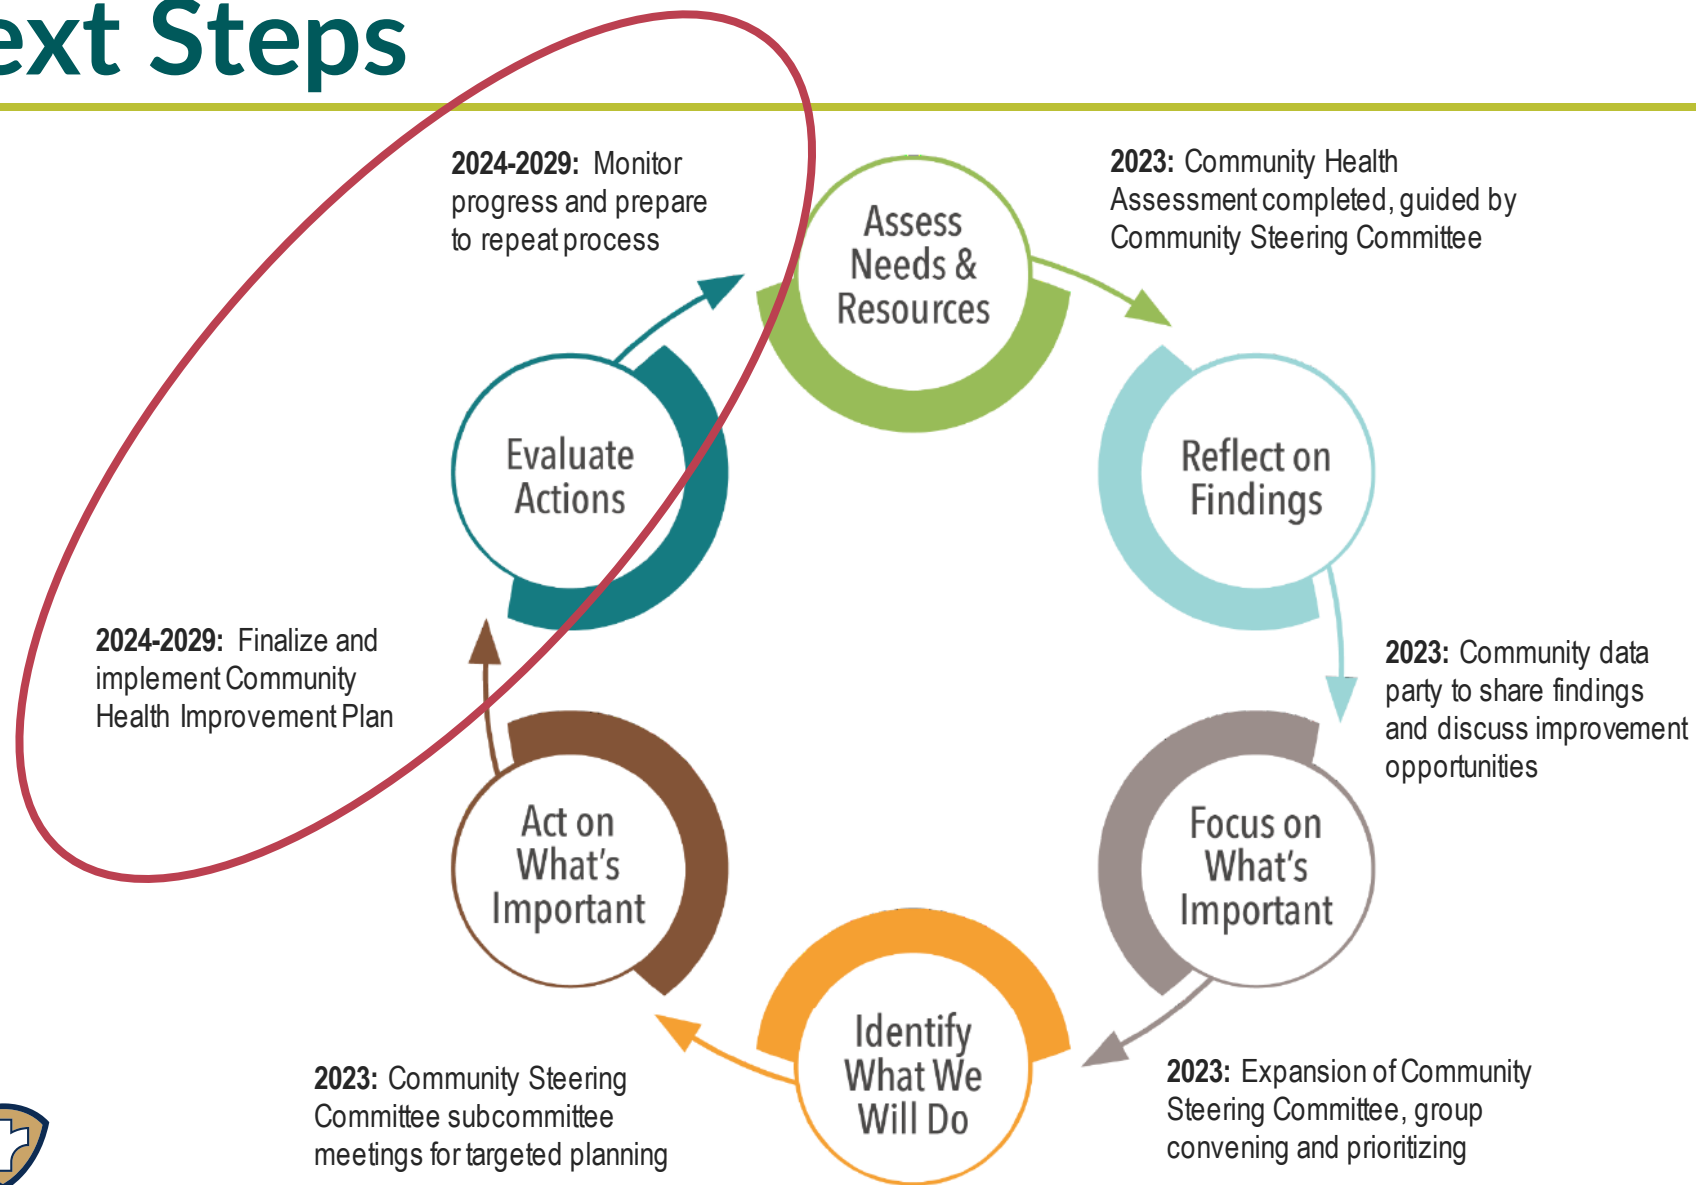 ext Steps
2024-2029: Monitor
progress and prepare
to repeat process
Assess
Needs &
Resources
2023: Community Health
Assessment completed, guided by
Community Steering Committee
Evaluate
Actions
Reflect on
Findings
2024-2029: Finalize and
implement Community
Health Improvement Plan
2023: Community data
party to share findings
and discuss improvement
opportunities
Act on
What's
Important
Focus on
What's
Important
Identify
What We
Will Do
2023: Community Steering
Committee subcommittee
meetings for targeted planning
2023: Expansion of Community
Steering Committee, group
convening and prioritizing